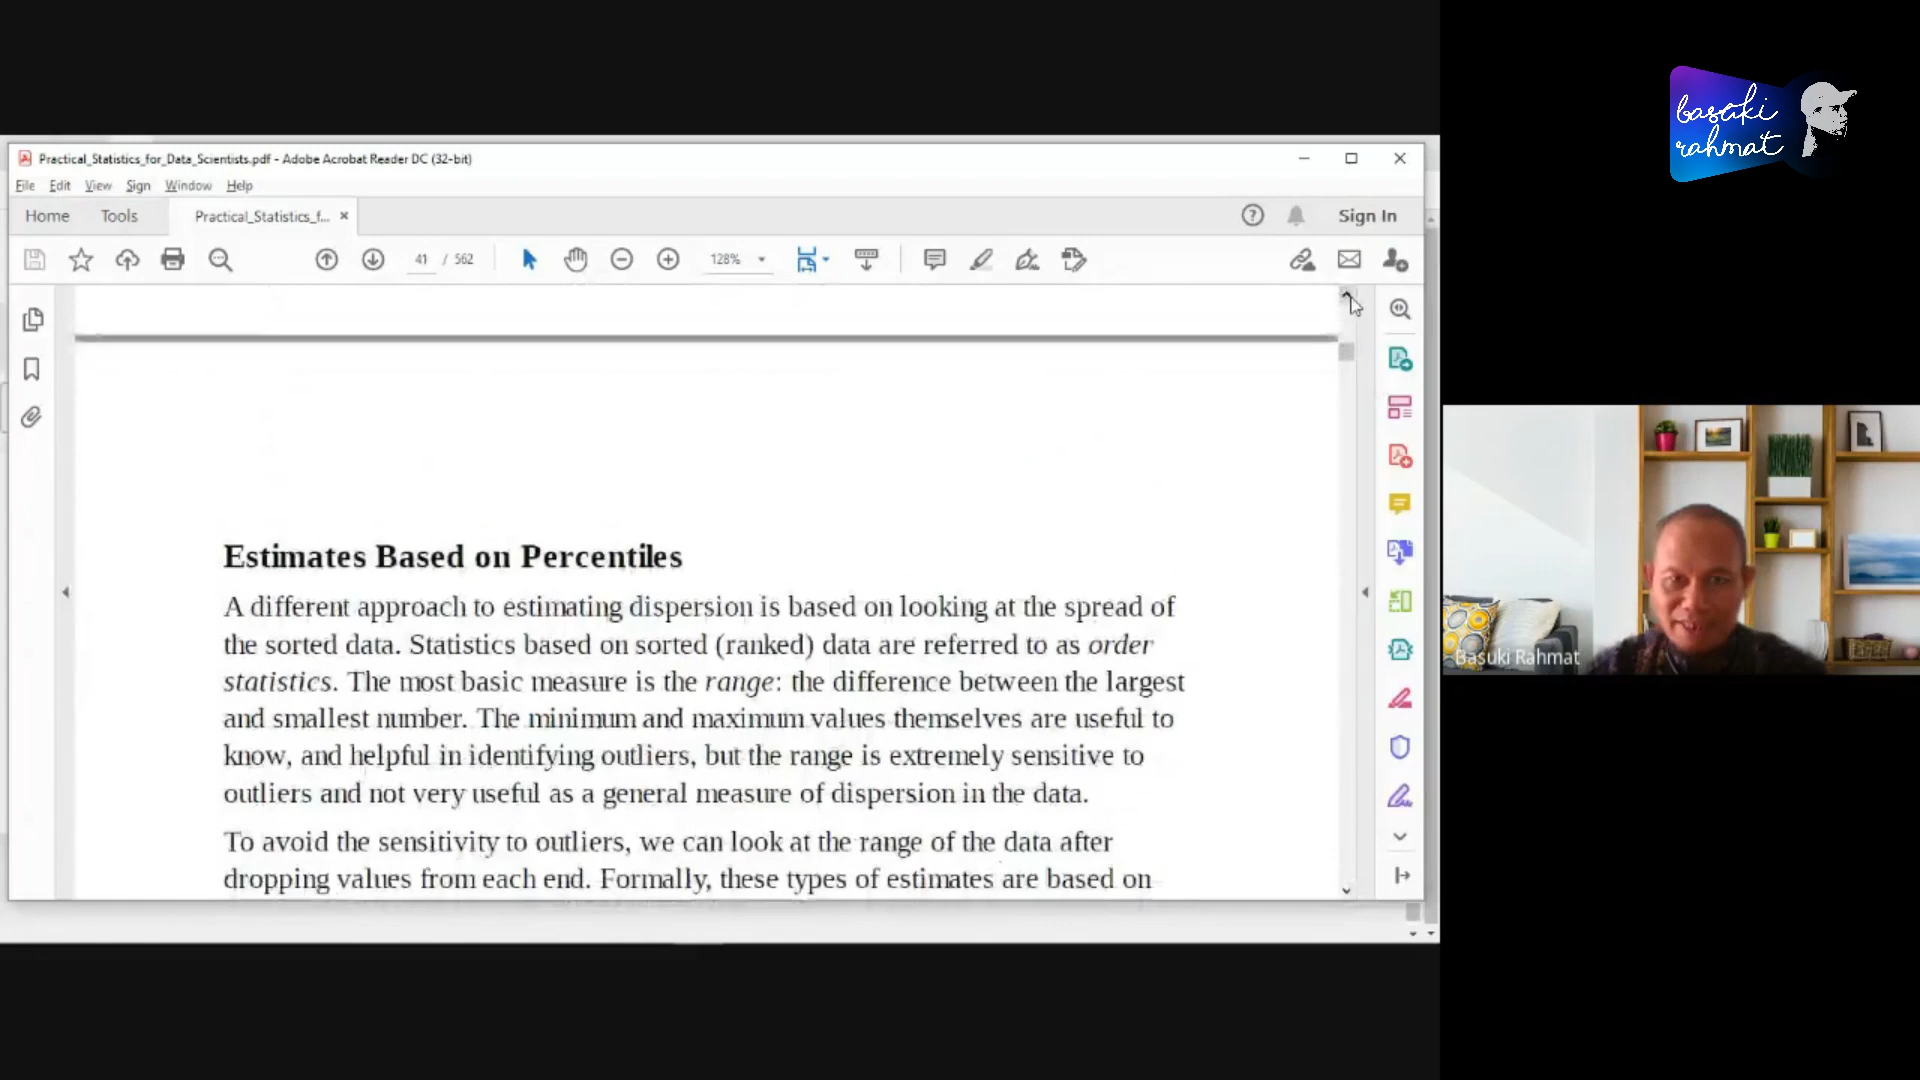 basuki
rahmat
Practical_Statistics_for_Data_Scientists.pdf - Adobe Acrobat Reader DC (32-bit)
File Edit View Sign Window Help
Home Tools Practical_Statistics_f... Sign In
41 / 562 128%
Estimates Based on Percentiles
A different approach to estimating dispersion is based on looking at the spread of
the sorted data. Statistics based on sorted (ranked) data are referred to as order
statistics. The most basic measure is the range: the difference between the largest
and smallest number. The minimum and maximum values themselves are useful to
know, and helpful in identifying outliers, but the range is extremely sensitive to
outliers and not very useful as a general measure of dispersion in the data.
To avoid the sensitivity to outliers, we can look at the range of the data after
dropping values from each end. Formally, these types of estimates are based on
Basuki Rahmat